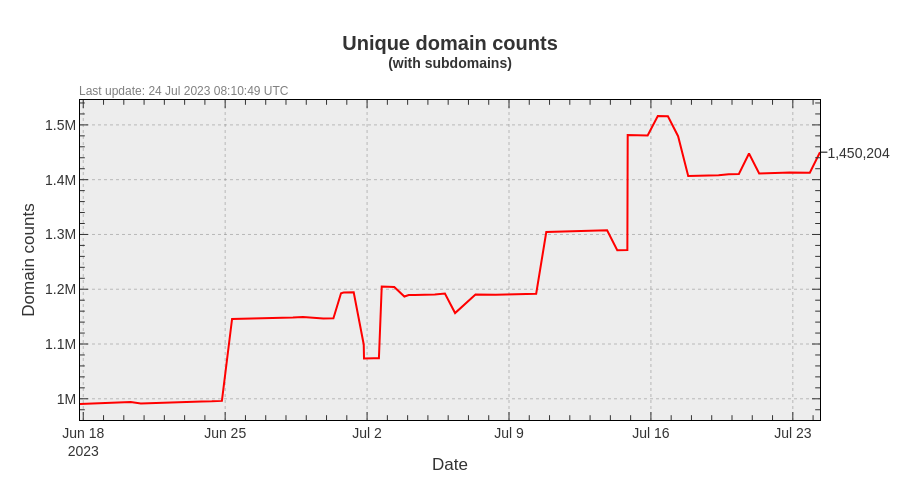 Unique domain counts
(with subdomains)
Last update: 24 Jul 2023 08:10:49 UTC
1.5M
1.4M
1.3M
1.2M
1.1M
1M
1,450,204
Domain counts
Jun 18
2023
Jun 25
Jul 2
Jul 9
Jul 16
Jul 23
Date